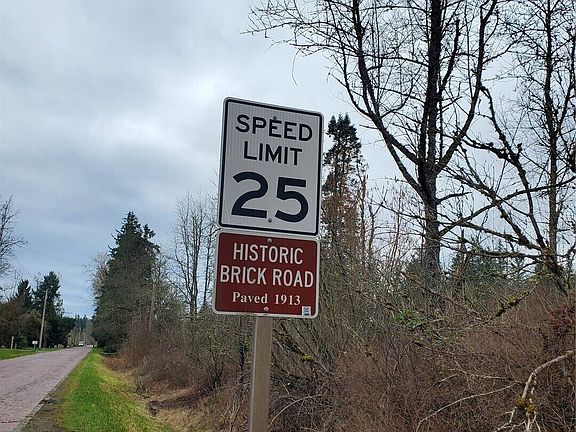 SPEED
LIMIT
25
HISTORIC
BRICK ROAD
Paved 1913